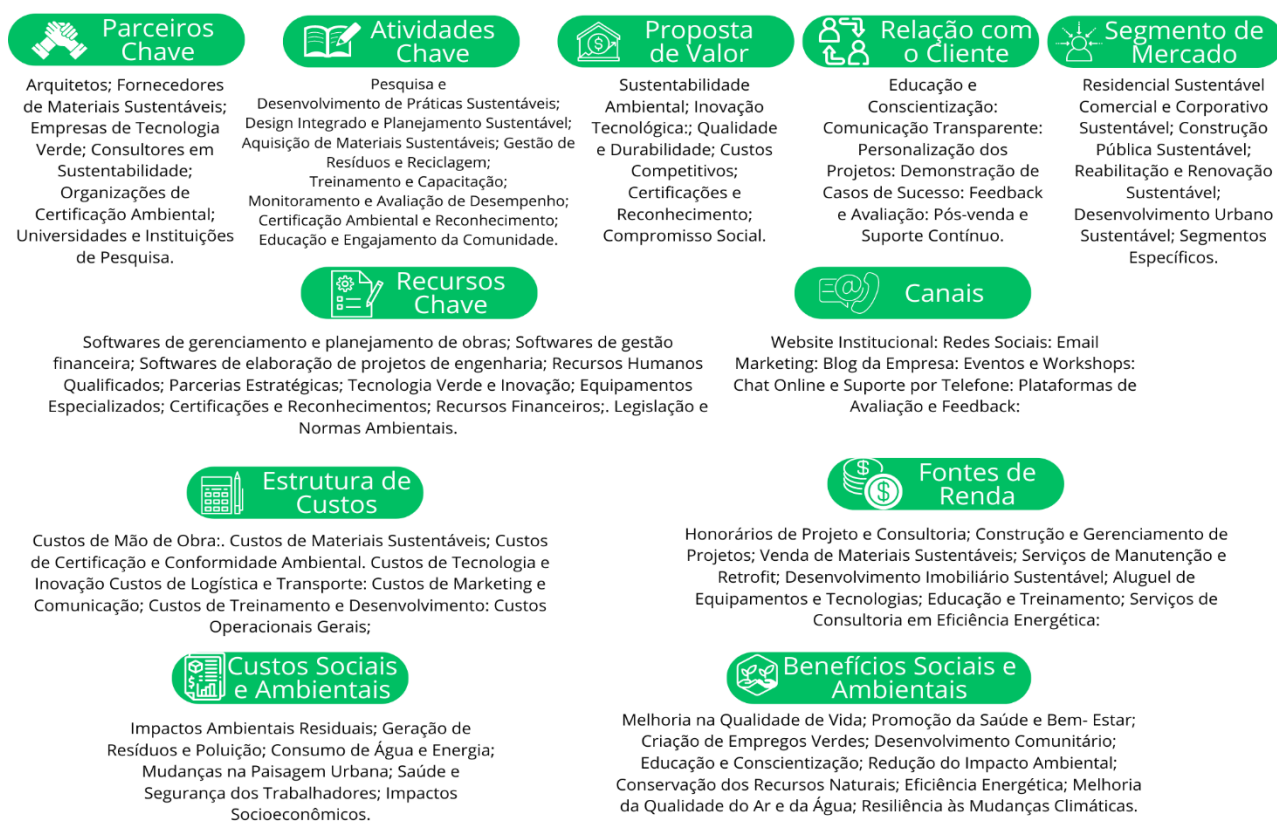 Parceiros
Chave
Arquitetos; Fornecedores
de Materiais Sustentáveis;
Empresas de Tecnologia
Verde; Consultores em
Sustentabilidade;
Organizações de
Certificação Ambiental;
Universidades e Instituições
de Pesquisa.
Atividades
Chave
Pesquisa e
Desenvolvimento de Práticas Sustentáveis;
Design Integrado e Planejamento Sustentável;
Aquisição de Materiais Sustentáveis; Gestão de
Resíduos e Reciclagem;
Treinamento e Capacitação;
Monitoramento e Avaliação de Desempenho;
Certificação Ambiental e Reconhecimento;
Educação e Engajamento da Comunidade.
Proposta
de Valor
Sustentabilidade
Ambiental; Inovação
Tecnológica:; Qualidade
e Durabilidade; Custos
Competitivos;
Certificações e
Reconhecimento;
Compromisso Social.
Relação com
o Cliente
Educação e
Conscientização:
Comunicação Transparente:
Personalização dos
Projetos: Demonstração de
Casos de Sucesso: Feedback
e Avaliação: Pós-venda e
Suporte Contínuo.
Segmento de
Mercado
Residencial Sustentável
Comercial e Corporativo
Sustentável; Construção
Pública Sustentável;
Reabilitação e Renovação
Sustentável;
Desenvolvimento Urbano
Sustentável; Segmentos
Específicos.
Recursos
Chave
Softwares de gerenciamento e planejamento de obras; Softwares de gestão
financeira; Softwares de elaboração de projetos de engenharia; Recursos Humanos
Qualificados; Parcerias Estratégicas; Tecnologia Verde e Inovação; Equipamentos
Especializados; Certificações e Reconhecimentos; Recursos Financeiros;. Legislação e
Normas Ambientais.
Canais
Website Institucional: Redes Sociais: Email
Marketing: Blog da Empresa: Eventos e Workshops:
Chat Online e Suporte por Telefone: Plataformas de
Avaliação e Feedback:
Estrutura de
Custos
Custos de Mão de Obra:. Custos de Materiais Sustentáveis; Custos
de Certificação e Conformidade Ambiental. Custos de Tecnologia e
Inovação Custos de Logística e Transporte: Custos de Marketing e
Comunicação; Custos de Treinamento e Desenvolvimento: Custos
Operacionais Gerais;
Fontes de
Renda
Honorários de Projeto e Consultoria; Construção e Gerenciamento de
Projetos; Venda de Materiais Sustentáveis; Serviços de Manutenção e
Retrofit; Desenvolvimento Imobiliário Sustentável; Aluguel de
Equipamentos e Tecnologias; Educação e Treinamento; Serviços de
Consultoria em Eficiência Energética:
Custos Sociais
e Ambientais
Impactos Ambientais Residuais; Geração de
Resíduos e Poluição; Consumo de Água e Energia;
Mudanças na Paisagem Urbana; Saúde e
Segurança dos Trabalhadores; Impactos
Socioeconômicos.
Benefícios Sociais e
Ambientais
Melhoria na Qualidade de Vida; Promoção da Saúde e Bem- Estar;
Criação de Empregos Verdes; Desenvolvimento Comunitário;
Educação e Conscientização; Redução do Impacto Ambiental;
Conservação dos Recursos Naturais; Eficiência Energética; Melhoria
da Qualidade do Ar e da Água; Resiliência às Mudanças Climáticas.